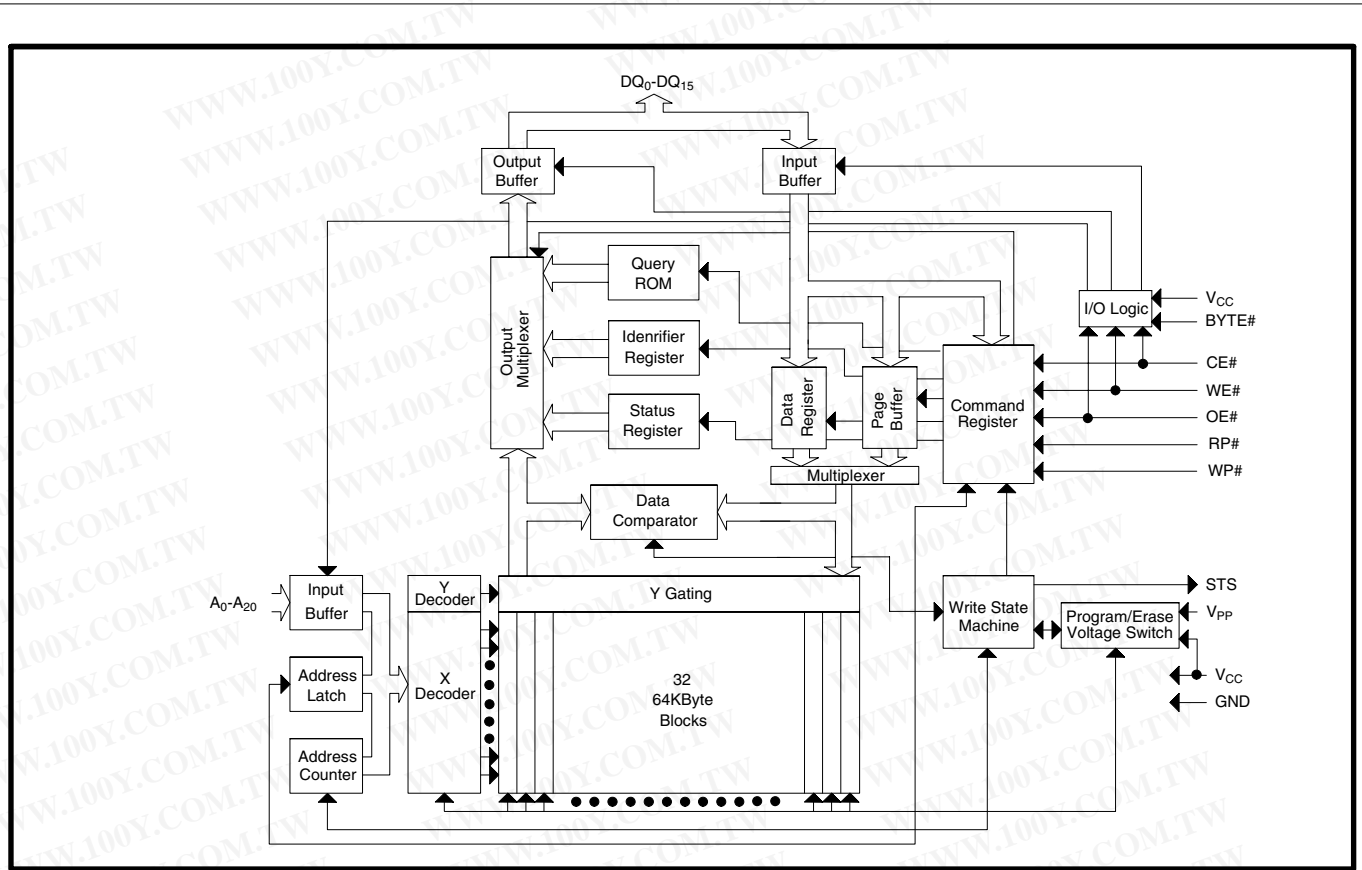 DQ0-DQ15
Output
Buffer
Input
Buffer
Query
ROM
Idenrifier
Register
Status
Register
Output
Multiplexer
Data
Register
Page
Buffer
Command
Register
I/O Logic
VCC
BYTE#
CE#
WE#
OE#
RP#
WP#
Multiplexer
Data
Comparator
A0-A20
Input
Buffer
Y
Decoder
Y Gating
Write State
Machine
STS
Program/Erase
Voltage Switch
VPP
VCC
GND
Address
Latch
X
Decoder
32
64KByte
Blocks
Address
Counter
WWW.100Y.COM.TW